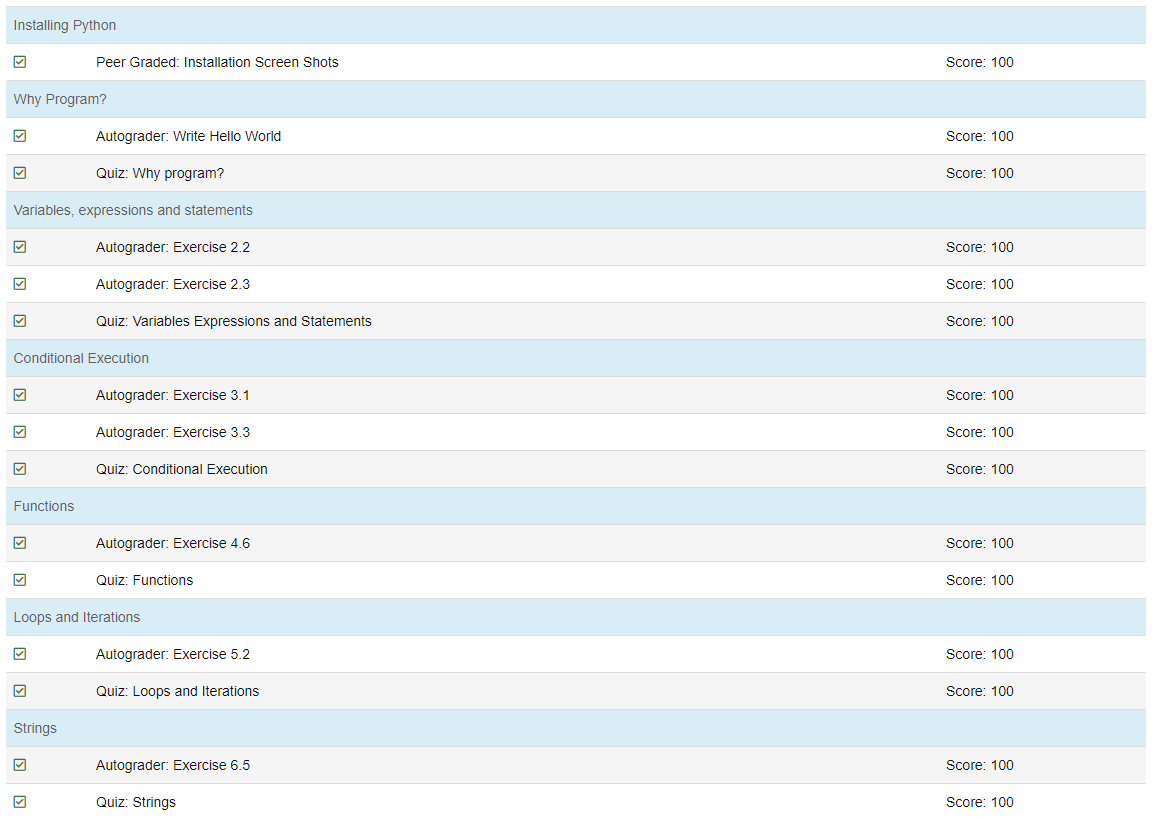 Installing Python
Peer Graded: Installation Screen Shots Score: 100
Why Program?
Autograder: Write Hello World Score: 100
Quiz: Why program? Score: 100
Variables, expressions and statements
Autograder: Exercise 2.2 Score: 100
Autograder: Exercise 2.3 Score: 100
Quiz: Variables Expressions and Statements Score: 100
Conditional Execution
Autograder: Exercise 3.1 Score: 100
Autograder: Exercise 3.3 Score: 100
Quiz: Conditional Execution Score: 100
Functions
Autograder: Exercise 4.6 Score: 100
Quiz: Functions Score: 100
Loops and Iterations
Autograder: Exercise 5.2 Score: 100
Quiz: Loops and Iterations Score: 100
Strings
Autograder: Exercise 6.5 Score: 100
Quiz: Strings Score: 100